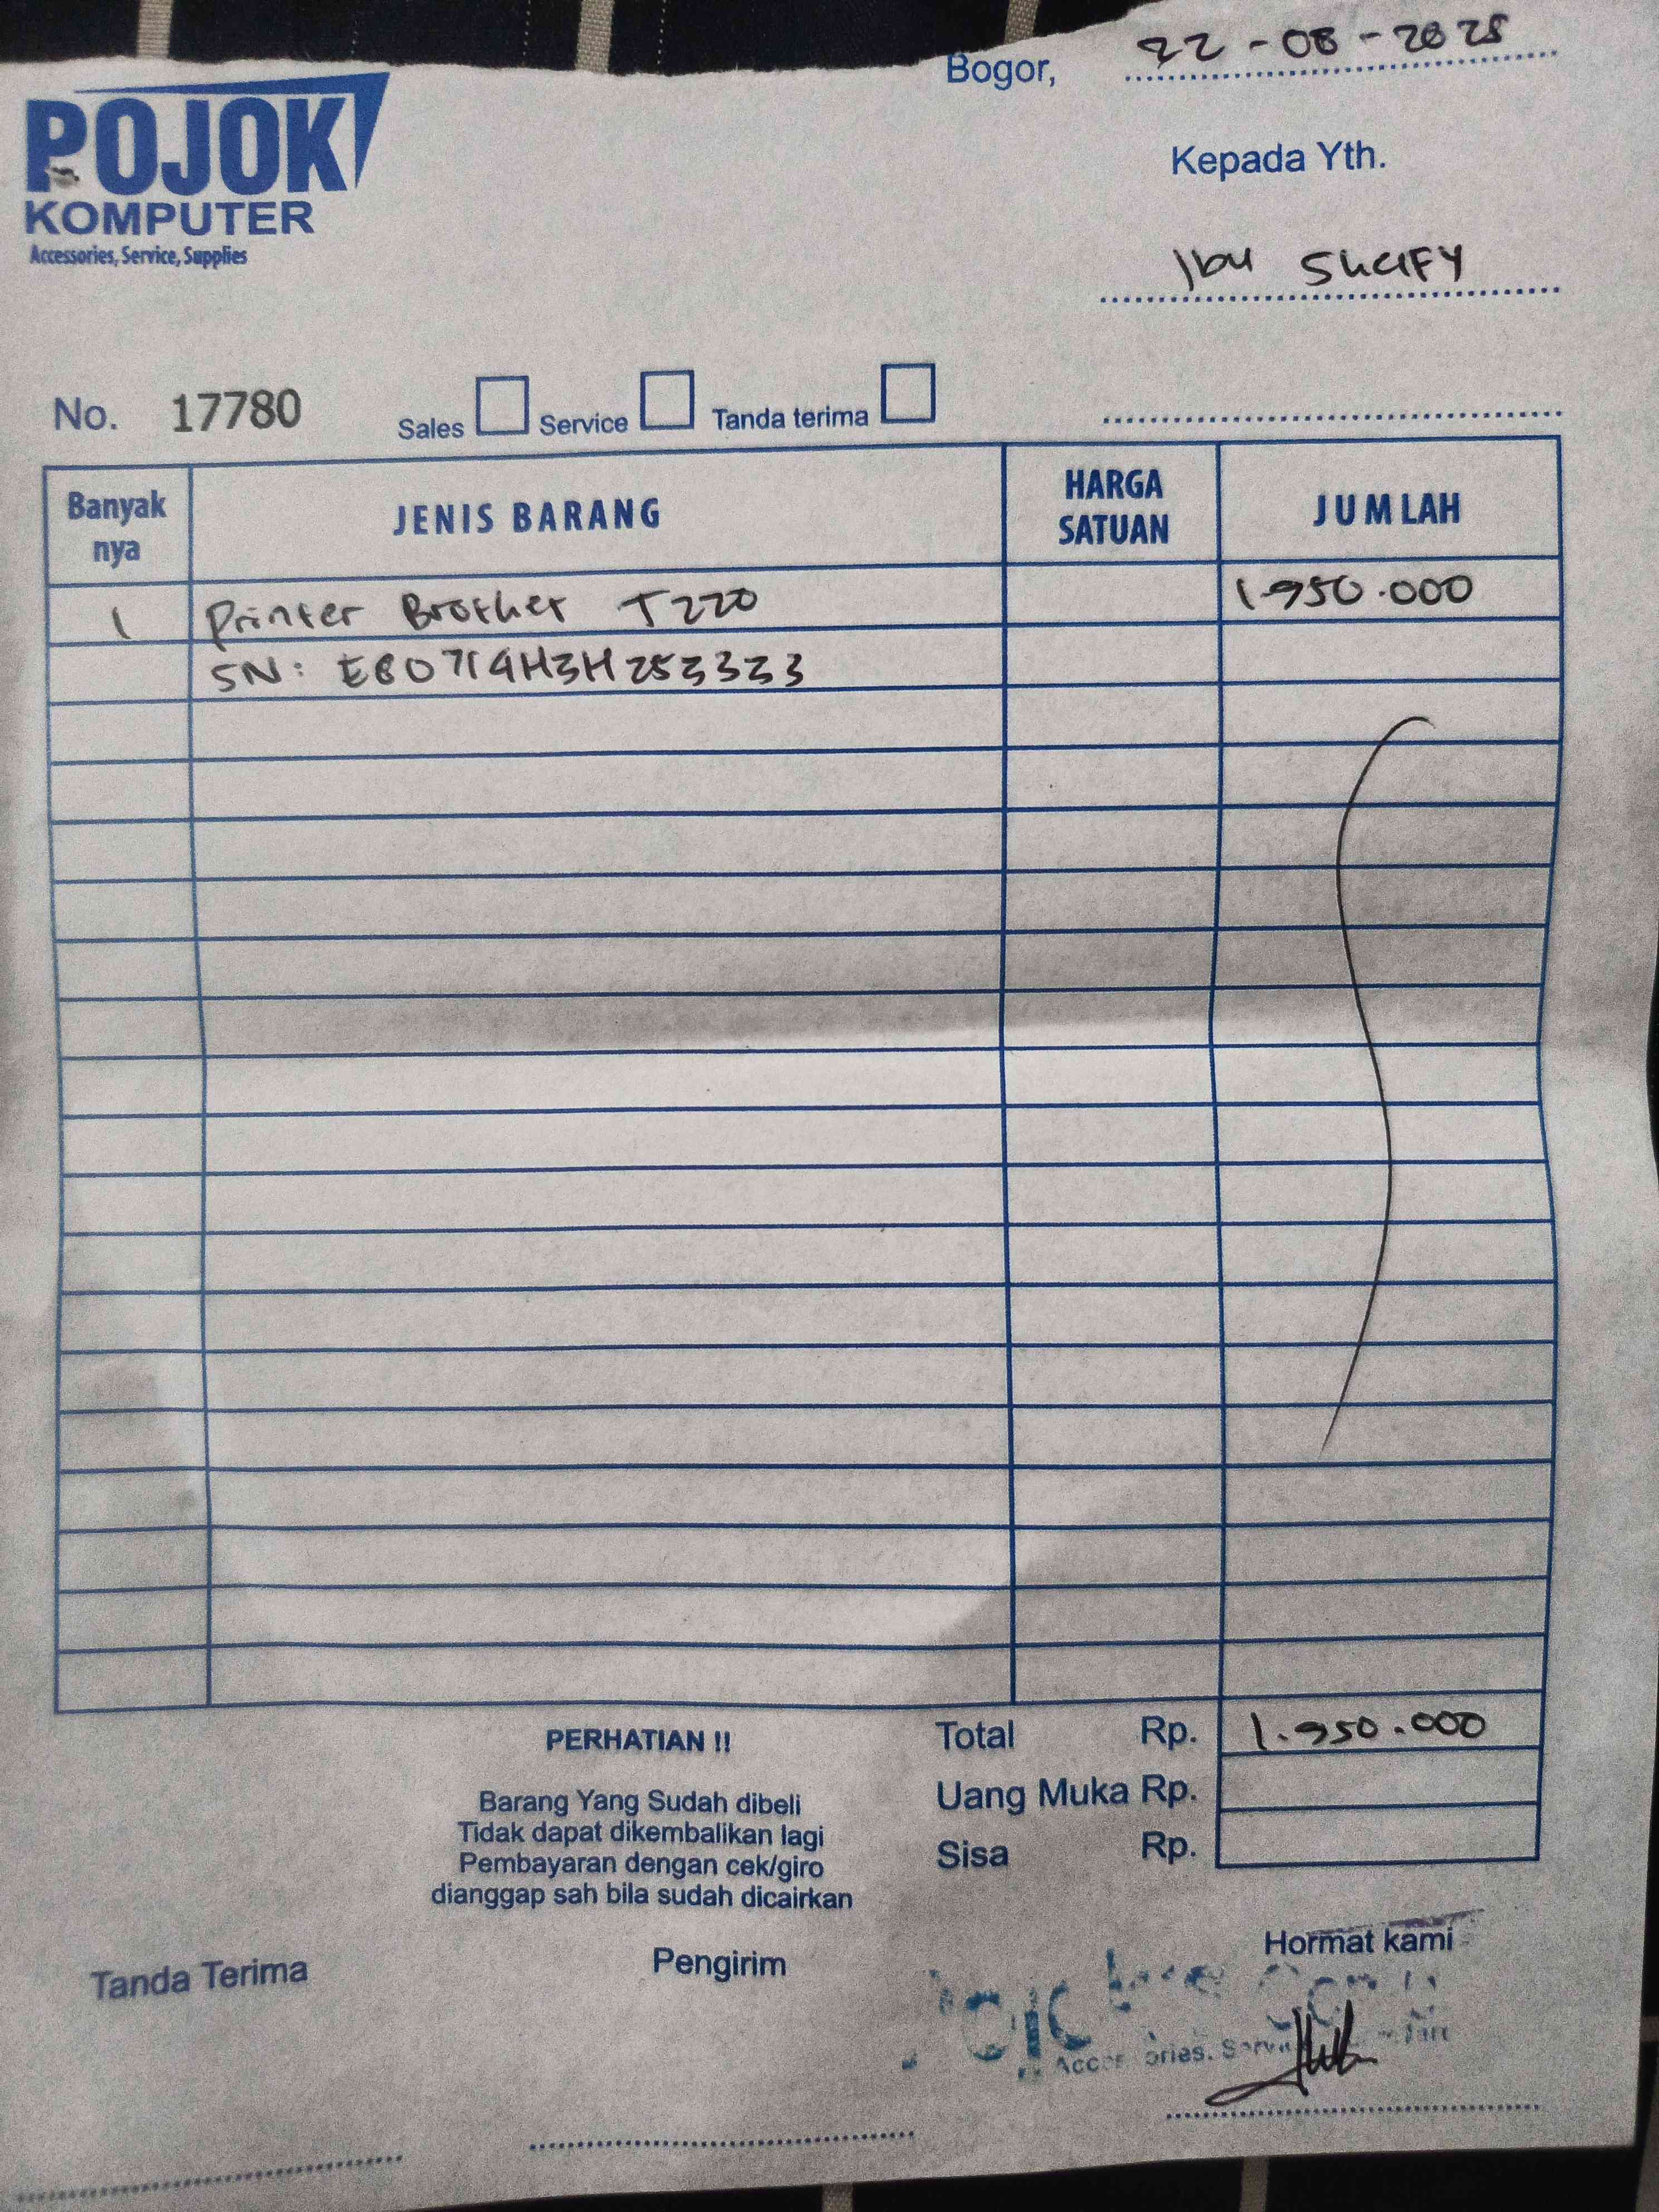 Bogor, 22-08-2025
POJOK
KOMPUTER
Accessories, Service, Supplies
Kepada Yth.
Ibu
No. 17780 Sales Service Tanda terima
Banyak nya JENIS BARANG HARGA SATUAN JUMLAH
1 Printer Brother T220 1.950.000
SN:
Total Rp. 1.950.000
Uang Muka Rp.
Sisa Rp.
PERHATIAN !!
Barang Yang Sudah dibeli
Tidak dapat dikembalikan lagi
Pembayaran dengan cek/giro
dianggap sah bila sudah dicairkan
Tanda Terima Pengirim Hormat kami